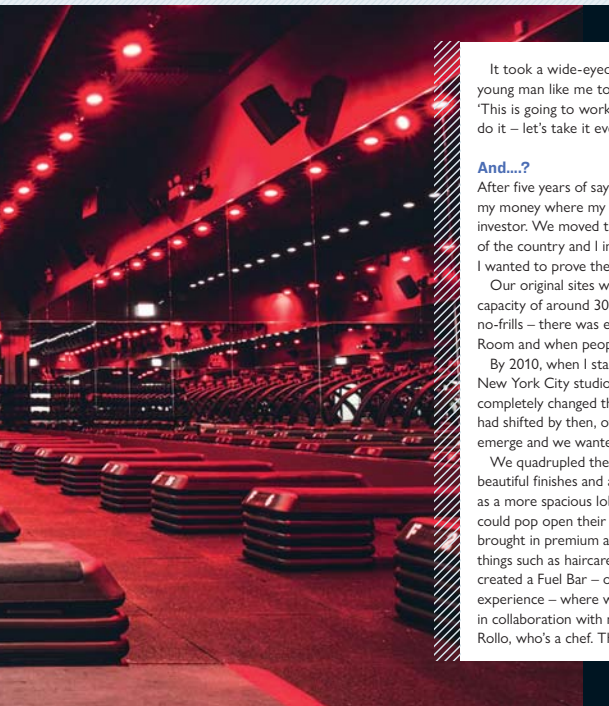 It took a wide-eyed
young man like me to
'This is going to work
do it – let's take it eve
And....?
After five years of say
my money where my
investor. We moved t
of the country and I in
I wanted to prove the
Our original sites w
capacity of around 30
no-frills – there was e
Room and when peop
By 2010, when I sta
New York City studio
completely changed th
had shifted by then, o
emerge and we wante
We quadrupled the
beautiful finishes and a
as a more spacious lob
could pop open their
brought in premium a
things such as haircare
created a Fuel Bar – o
experience – where w
in collaboration with r
Rollo, who's a chef. Th